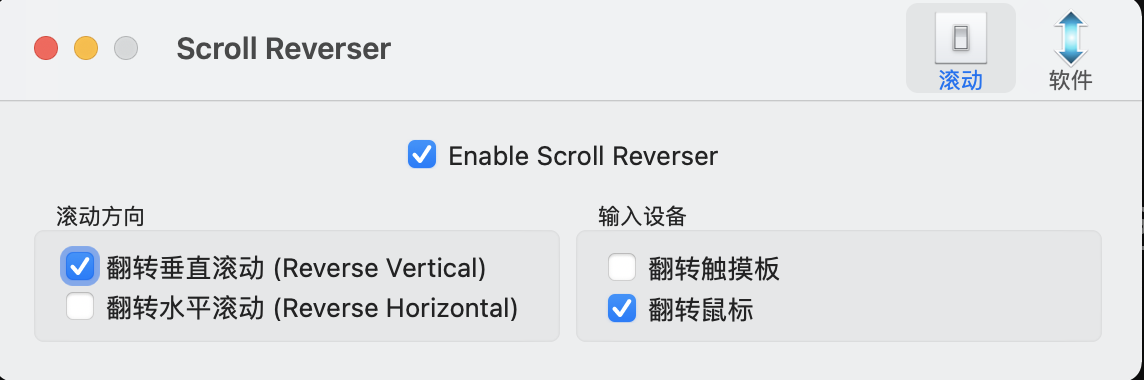 Scroll Reverser
滚动
软件
Enable Scroll Reverser
滚动方向
翻转垂直滚动 (Reverse Vertical)
翻转水平滚动 (Reverse Horizontal)
输入设备
翻转触摸板
翻转鼠标